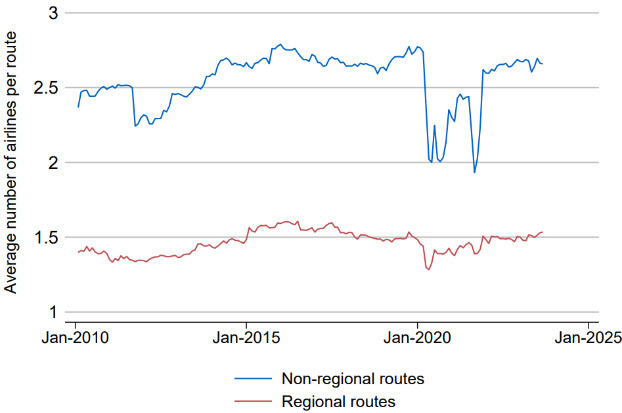 Average number of airlines per route
3
2.5
2
1.5
1
Jan-2010 Jan-2015 Jan-2020 Jan-2025
Non-regional routes
Regional routes